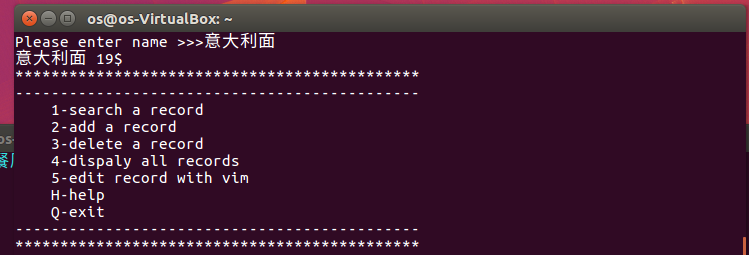 os@os-VirtualBox: ~
Please enter name >>>意大利面
意大利面 19$
*********************************************
---------------------------------------------
1-search a record
2-add a record
3-delete a record
4-dispaly all records
5-edit record with vim
H-help
Q-exit
---------------------------------------------
*********************************************
os-